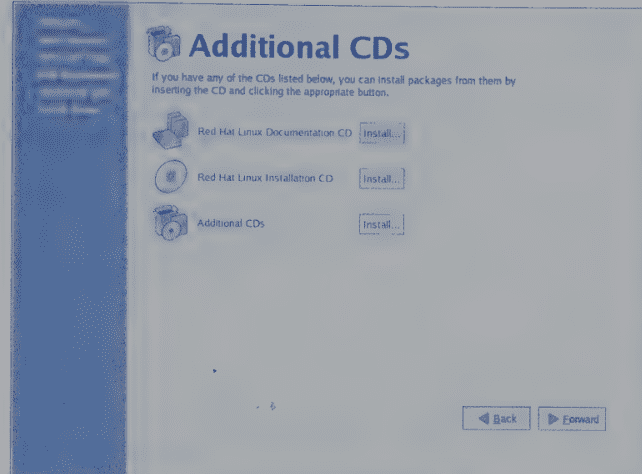 Additional CDs
If you have any of the CDs listed below, you can install packages from them by
inserting the CD and clicking the appropriate button.
Red Hat Linux Documentation CD Install...
Red Hat Linux Installation CD Install...
Additional CDs Install...
Back Forward